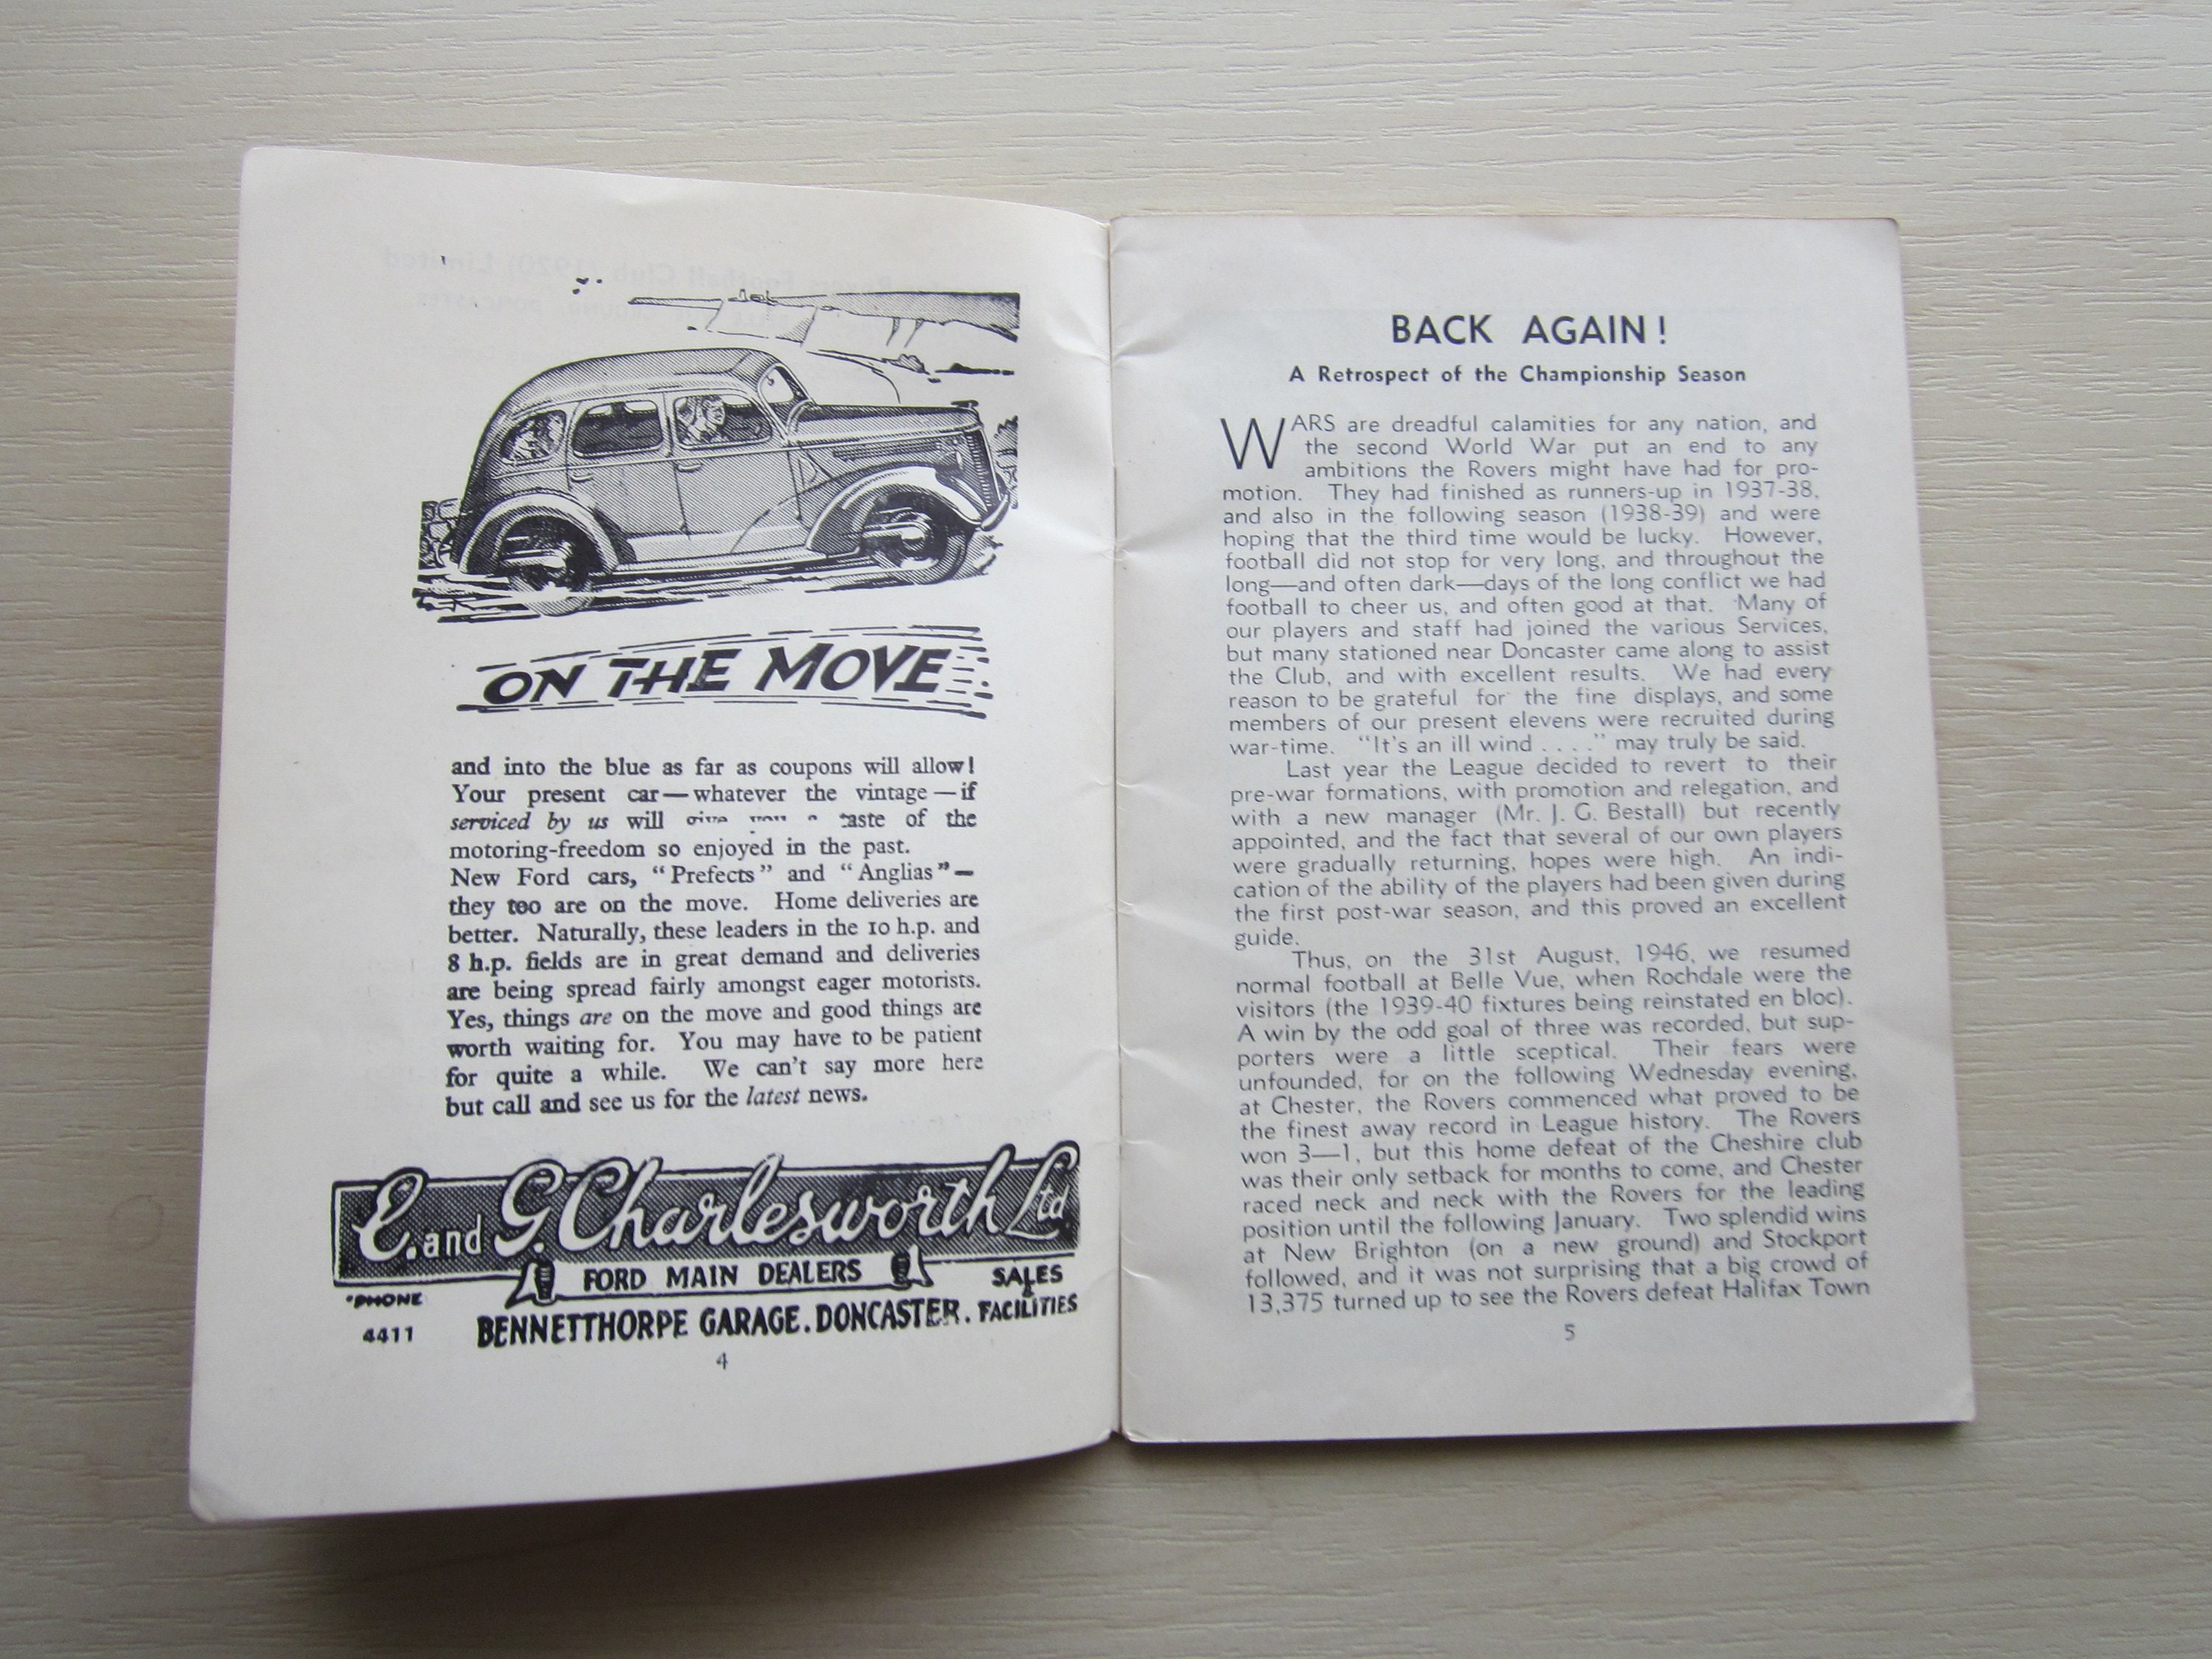 ON THE MOVE
and into the blue as far as coupons will allow!
Your present car—whatever the vintage—if
serviced by us will give you a taste of the
motoring-freedom so enjoyed in the past.
New Ford cars, "Prefects" and "Anglias"—
they too are on the move. Home deliveries are
better. Naturally, these leaders in the 10 h.p. and
8 h.p. fields are in great demand and deliveries
are being spread fairly amongst eager motorists.
Yes, things are on the move and good things are
worth waiting for. You may have to be patient
for quite a while. We can't say more here
but call and see us for the latest news.
E. and G. Charlesworth Ltd
FORD MAIN DEALERS
'PHONE
4411
BENNETTHORPE GARAGE. DONCASTER.
SALES
&
FACILITIES
4
BACK AGAIN!
A Retrospect of the Championship Season
WARS are dreadful calamities for any nation, and
the second World War put an end to any
ambitions the Rovers might have had for pro-
motion. They had finished as runners-up in 1937-38,
and also in the following season (1938-39) and were
hoping that the third time would be lucky. However,
football did not stop for very long, and throughout the
long—and often dark—days of the long conflict we had
football to cheer us, and often good at that. Many of
our players and staff had joined the various Services,
but many stationed near Doncaster came along to assist
the Club, and with excellent results. We had every
reason to be grateful for the fine displays, and some
members of our present elevens were recruited during
war-time. "It's an ill wind . . . ." may truly be said.
Last year the League decided to revert to their
pre-war formations, with promotion and relegation, and
with a new manager (Mr. J. G. Bestall) but recently
appointed, and the fact that several of our own players
were gradually returning, hopes were high. An indi-
cation of the ability of the players had been given during
the first post-war season, and this proved an excellent
guide.
Thus, on the 31st August, 1946, we resumed
normal football at Belle Vue, when Rochdale were the
visitors (the 1939-40 fixtures being reinstated en bloc).
A win by the odd goal of three was recorded, but sup-
porters were a little sceptical. Their fears were
unfounded, for on the following Wednesday evening,
at Chester, the Rovers commenced what proved to be
the finest away record in League history. The Rovers
won 3—1, but this home defeat of the Cheshire club
was their only setback for months to come, and Chester
raced neck and neck with the Rovers for the leading
position until the following January. Two splendid wins
at New Brighton (on a new ground) and Stockport
followed, and it was not surprising that a big crowd of
13,375 turned up to see the Rovers defeat Halifax Town
5